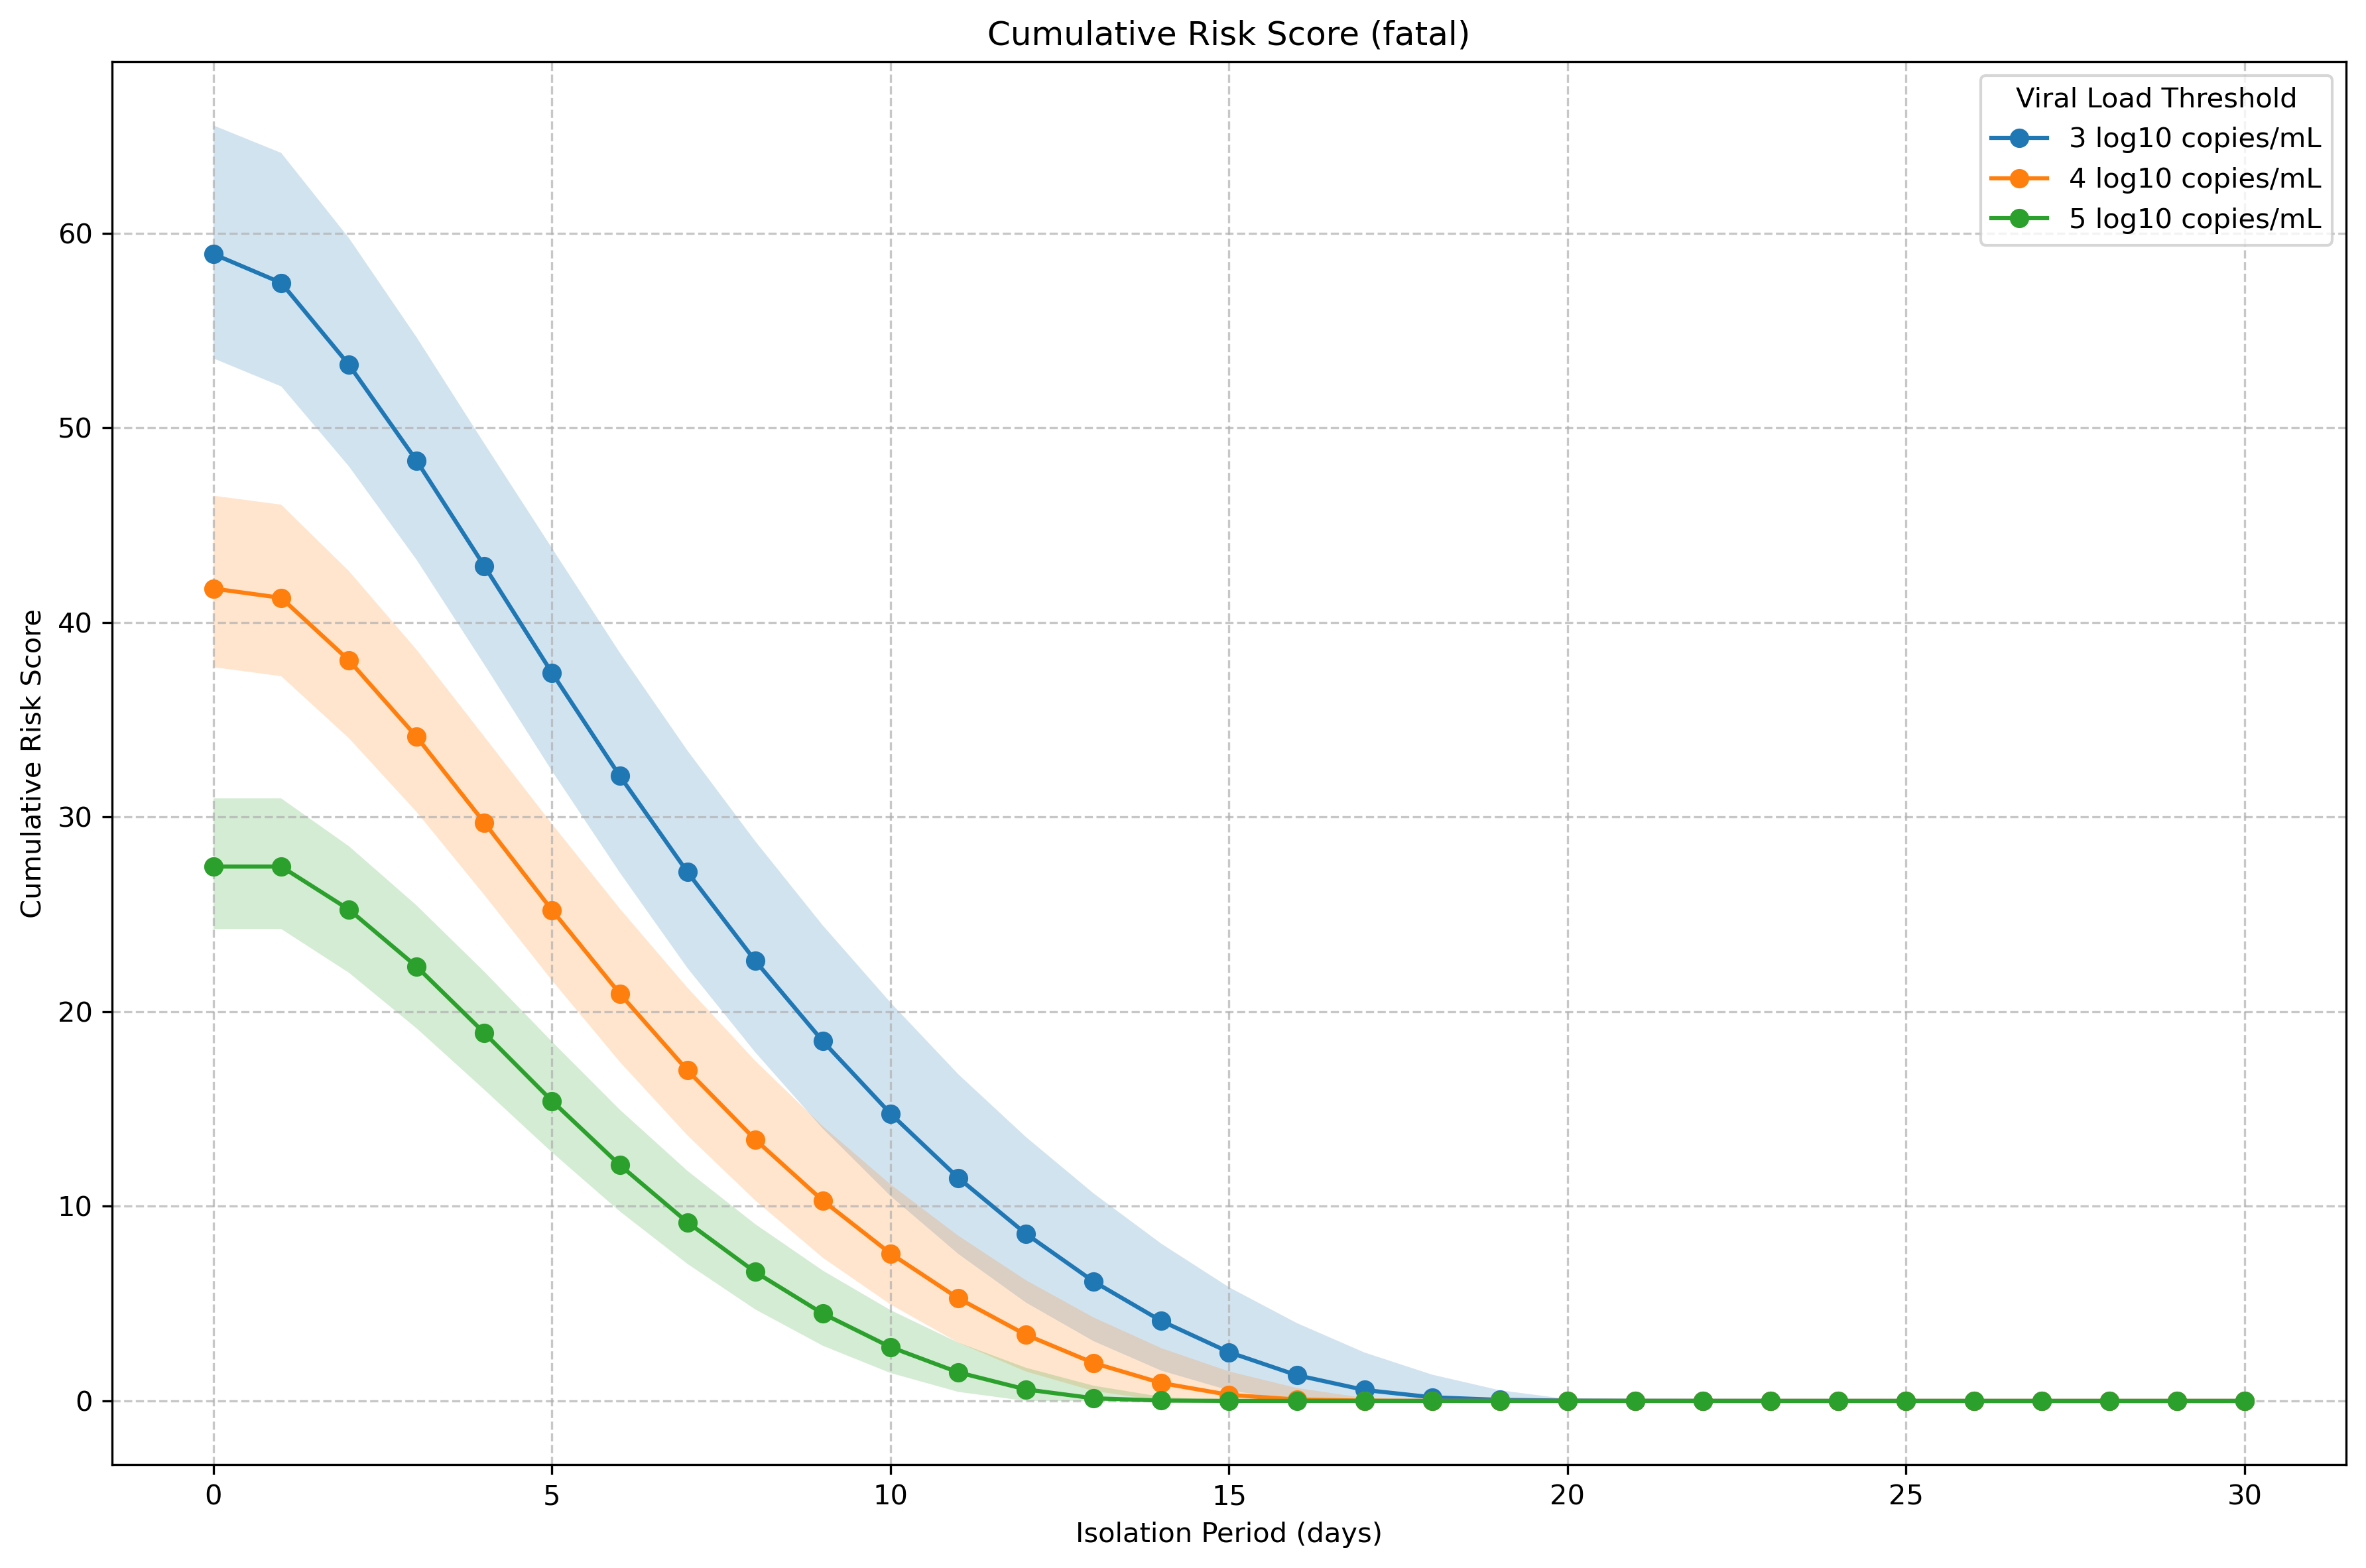 Cumulative Risk Score (fatal)
Viral Load Threshold
3 log10 copies/mL
4 log10 copies/mL
5 log10 copies/mL
Cumulative Risk Score
60
50
40
30
20
10
0
0 5 10 15 20 25 30
Isolation Period (days)